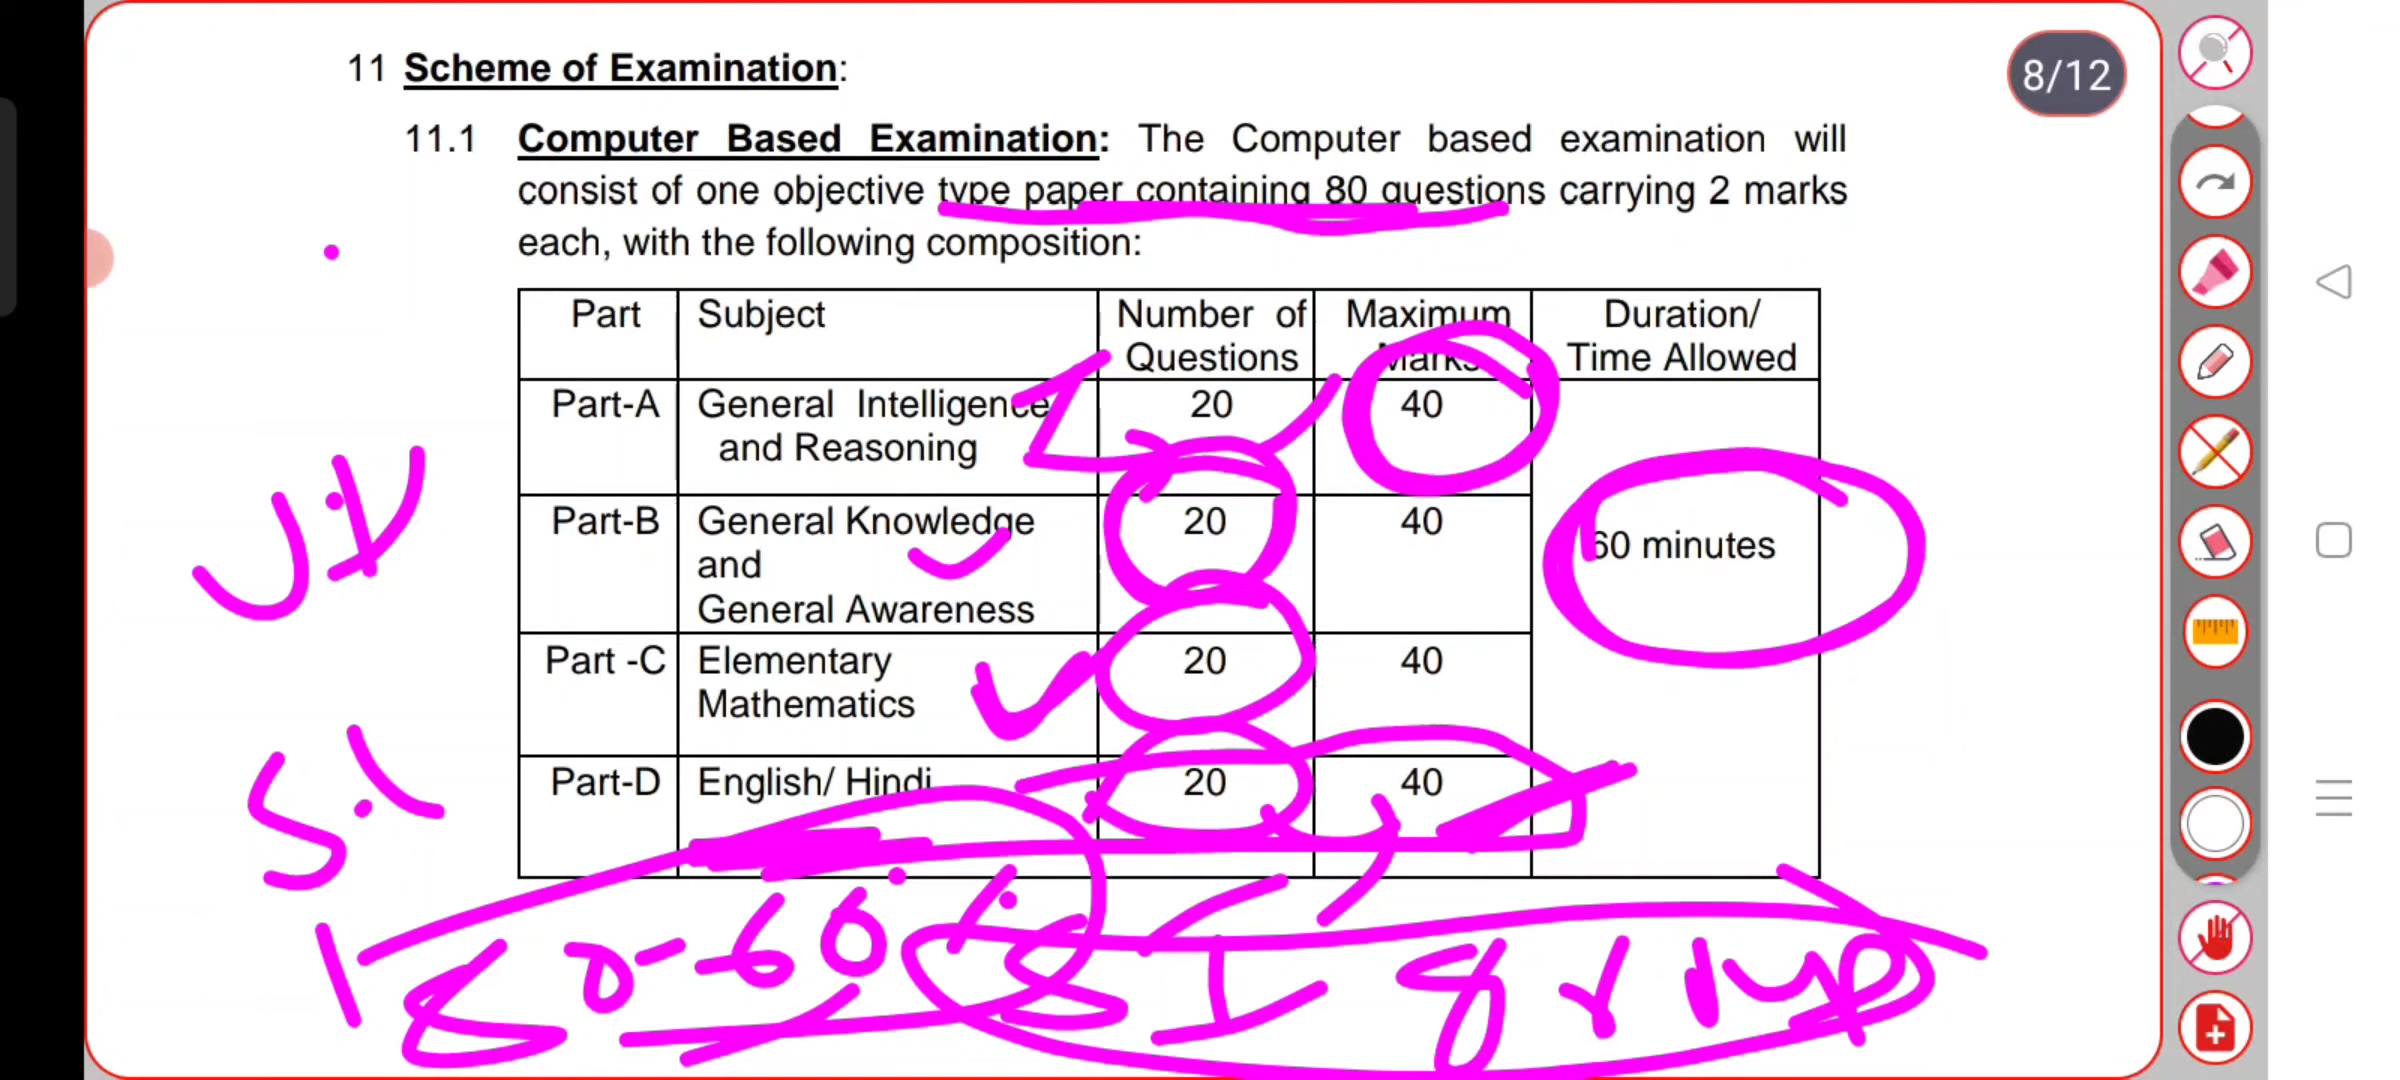 8/12
11 Scheme of Examination:
11.1 Computer Based Examination: The Computer based examination will
consist of one objective type paper containing 80 questions carrying 2 marks
each, with the following composition:
Part Subject Number of Questions Maximum Marks Duration/ Time Allowed
Part-A General Intelligence and Reasoning 20 40
Part-B General Knowledge and General Awareness 20 40 60 minutes
Part -C Elementary Mathematics 20 40
Part-D English/ Hindi 20 40